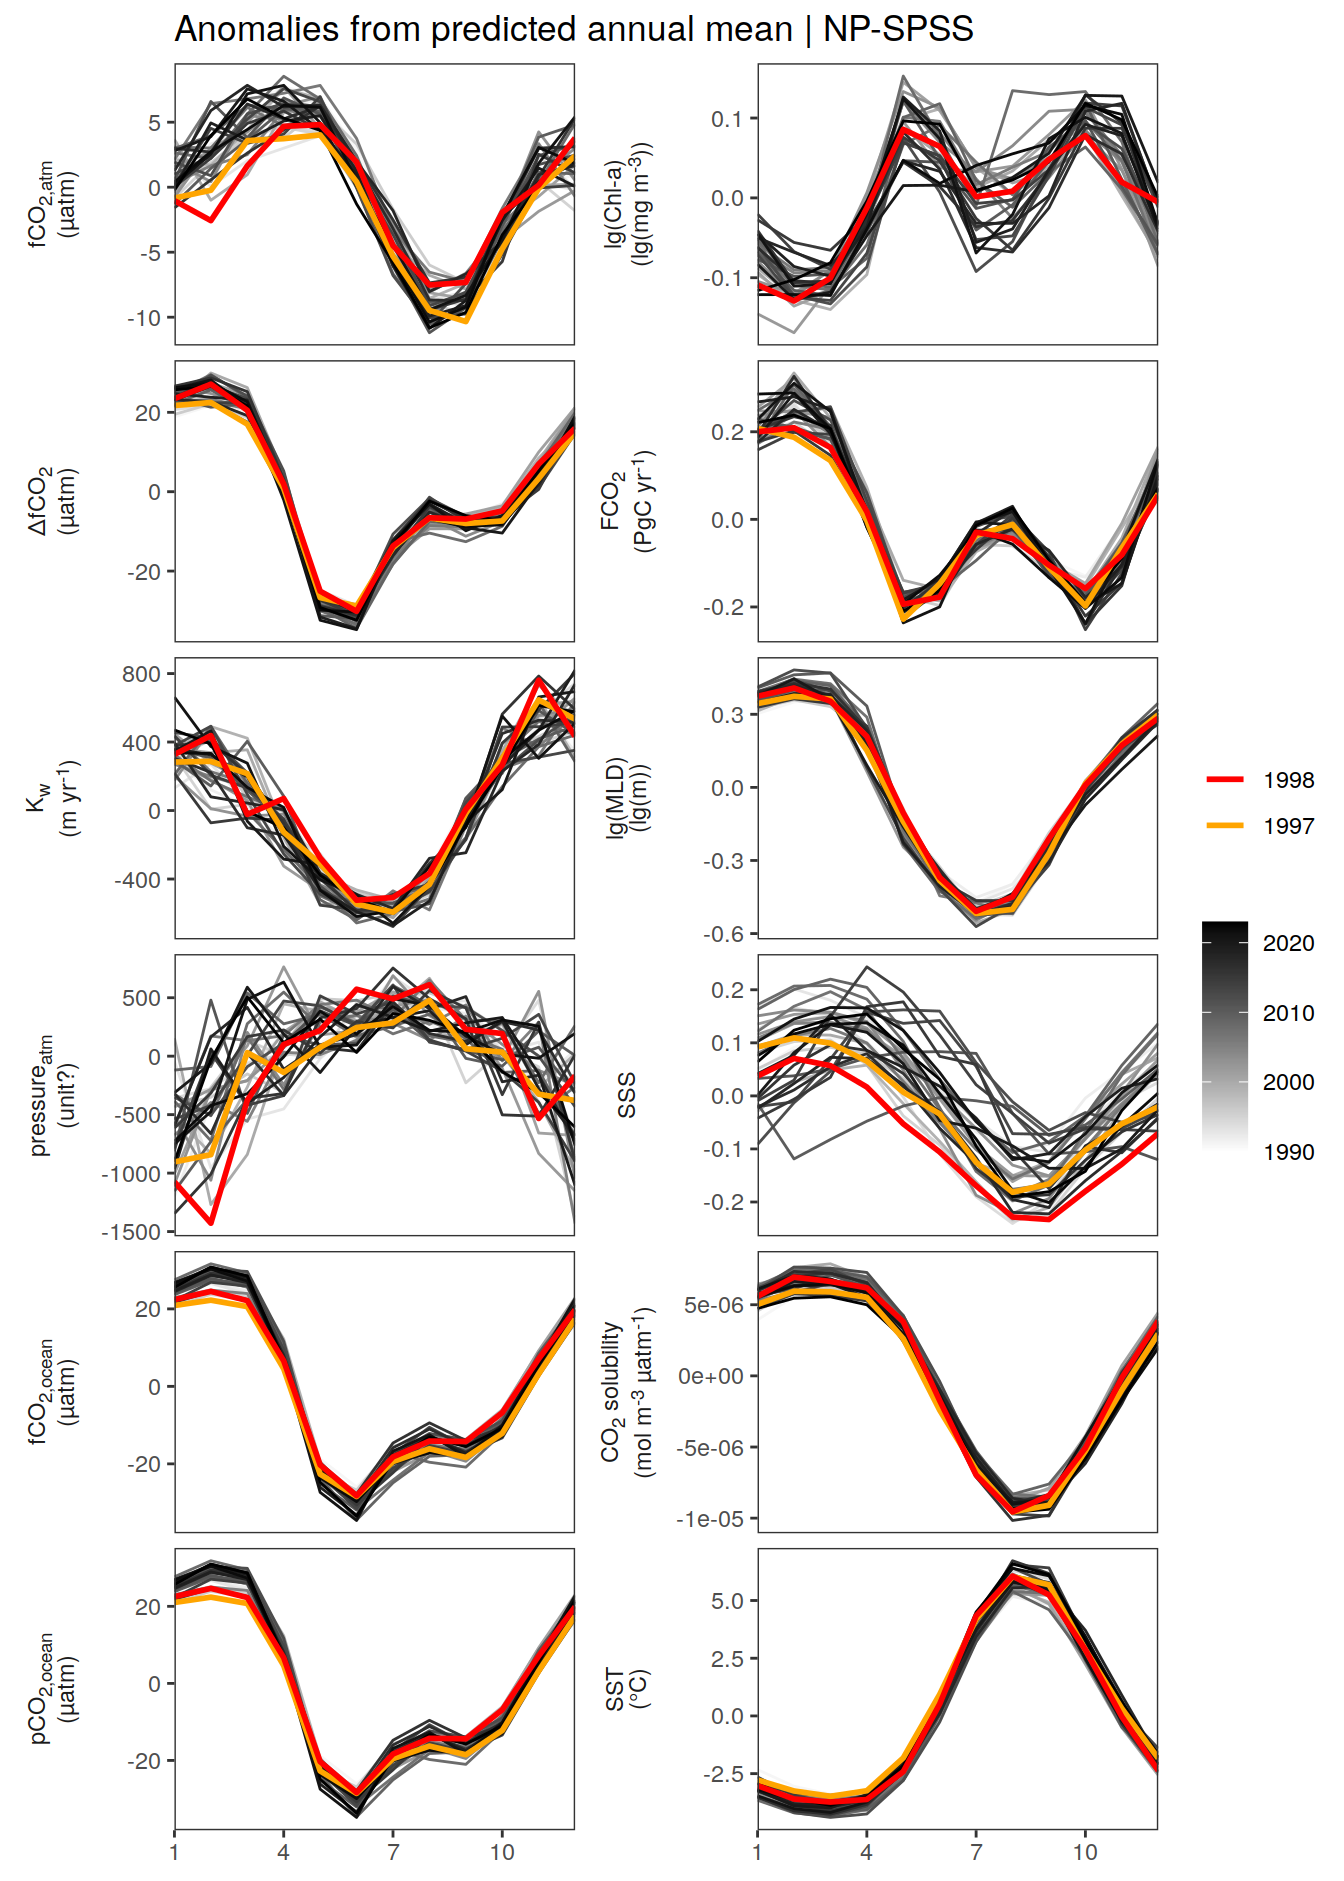 Anomalies from predicted annual mean | NP-SPSS
fCO2,atm
(µatm)
5
0
-5
-10
lg(Chl-a)
(lg(mg m-3))
0.1
0.0
-0.1
ΔfCO2
(µatm)
20
0
-20
FCO2
(PgC yr-1)
0.2
0.0
-0.2
Kw
(m yr-1)
800
400
0
-400
lg(MLD)
(lg(m))
0.3
0.0
-0.3
-0.6
pressureatm
(unit?)
500
0
-500
-1000
-1500
SSS
0.2
0.1
0.0
-0.1
-0.2
fCO2,ocean
(µatm)
20
0
-20
CO2 solubility
(mol m-3 µatm-1)
5e-06
0e+00
-5e-06
-1e-05
pCO2,ocean
(µatm)
20
0
-20
SST
(°C)
5.0
2.5
0.0
-2.5
1 4 7 10
1 4 7 10
1998
1997
2020
2010
2000
1990